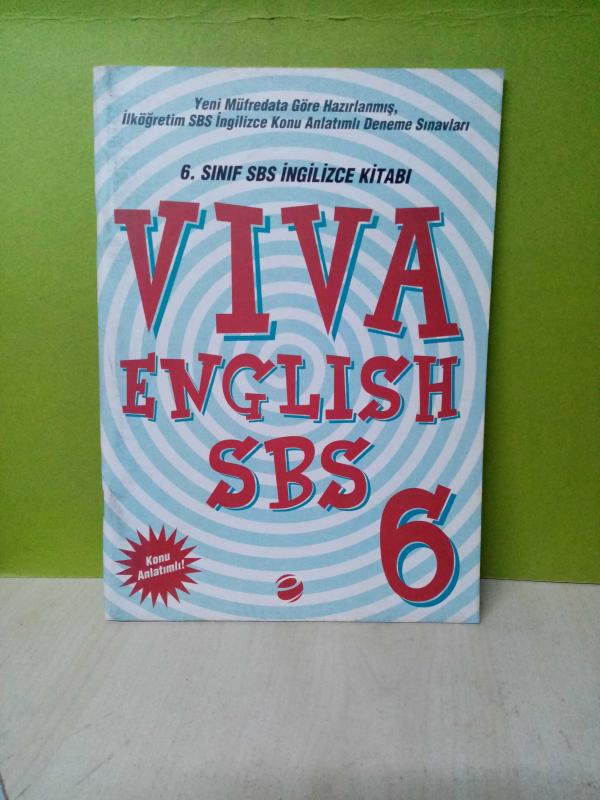 Yeni Müfredata Göre Hazırlanmış,
İlköğretim SBS İngilizce Konu Anlatımlı Deneme Sınavları
6. SINIF SBS İNGİLİZCE KİTABI
VIVA
ENGLISH
SBS
6
Konu
Anlatımlı!